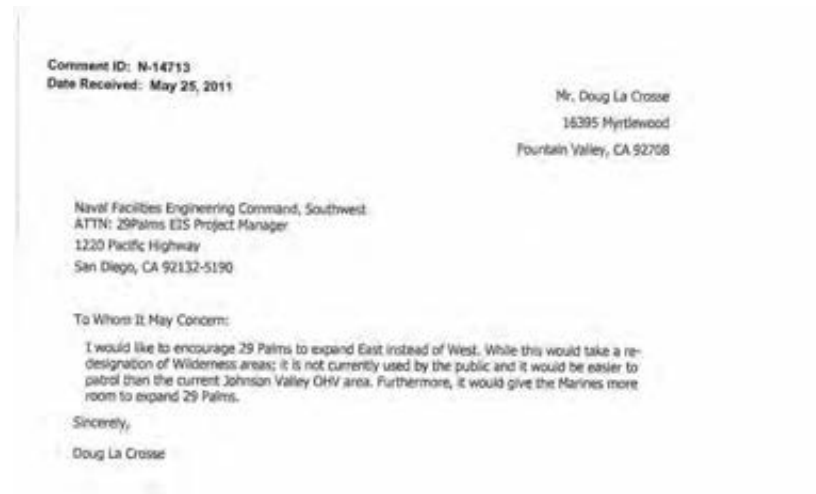 Comment ID: N-14713
Date Received: May 25, 2011
Mr. Doug La Crosse
16395 Myrtlewood
Fountain Valley, CA 92708
Naval Facilities Engineering Command, Southwest
ATTN: 29Palms EIS Project Manager
1220 Pacific Highway
San Diego, CA 92132-5190
To Whom It May Concern:
I would like to encourage 29 Palms to expand East instead of West. While this would take a re-
designation of Wilderness areas; it is not currently used by the public and it would be easier to
patrol than the current Johnson Valley OHV area. Furthermore, it would give the Marines more
room to expand 29 Palms.
Sincerely,
Doug La Crosse